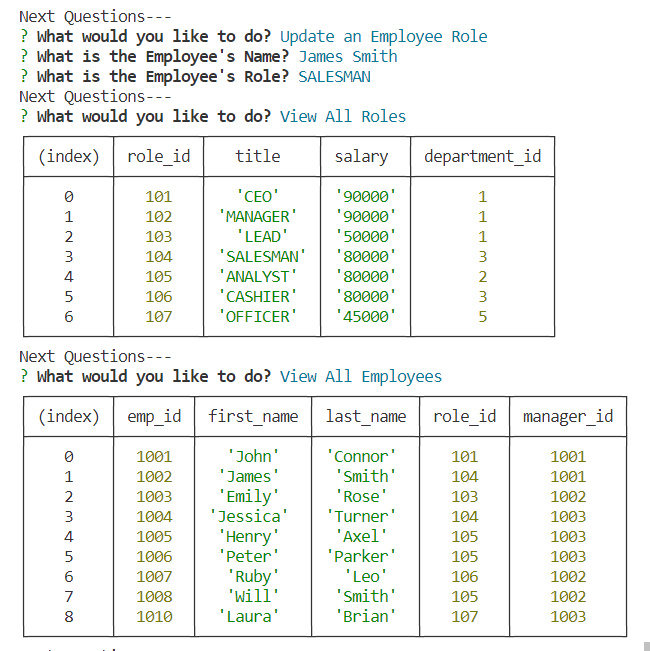 Next Questions---
? What would you like to do? Update an Employee Role
? What is the Employee's Name? James Smith
? What is the Employee's Role? SALESMAN
Next Questions---
? What would you like to do? View All Roles
(index) role_id title salary department_id
0 101 'CEO' '90000' 1
1 102 'MANAGER' '90000' 1
2 103 'LEAD' '50000' 1
3 104 'SALESMAN' '80000' 3
4 105 'ANALYST' '80000' 2
5 106 'CASHIER' '80000' 3
6 107 'OFFICER' '45000' 5
Next Questions---
? What would you like to do? View All Employees
(index) emp_id first_name last_name role_id manager_id
0 1001 'John' 'Connor' 101 1001
1 1002 'James' 'Smith' 104 1001
2 1003 'Emily' 'Rose' 103 1002
3 1004 'Jessica' 'Turner' 104 1003
4 1005 'Henry' 'Axel' 105 1003
5 1006 'Peter' 'Parker' 105 1003
6 1007 'Ruby' 'Leo' 106 1002
7 1008 'Will' 'Smith' 105 1002
8 1010 'Laura' 'Brian' 107 1003